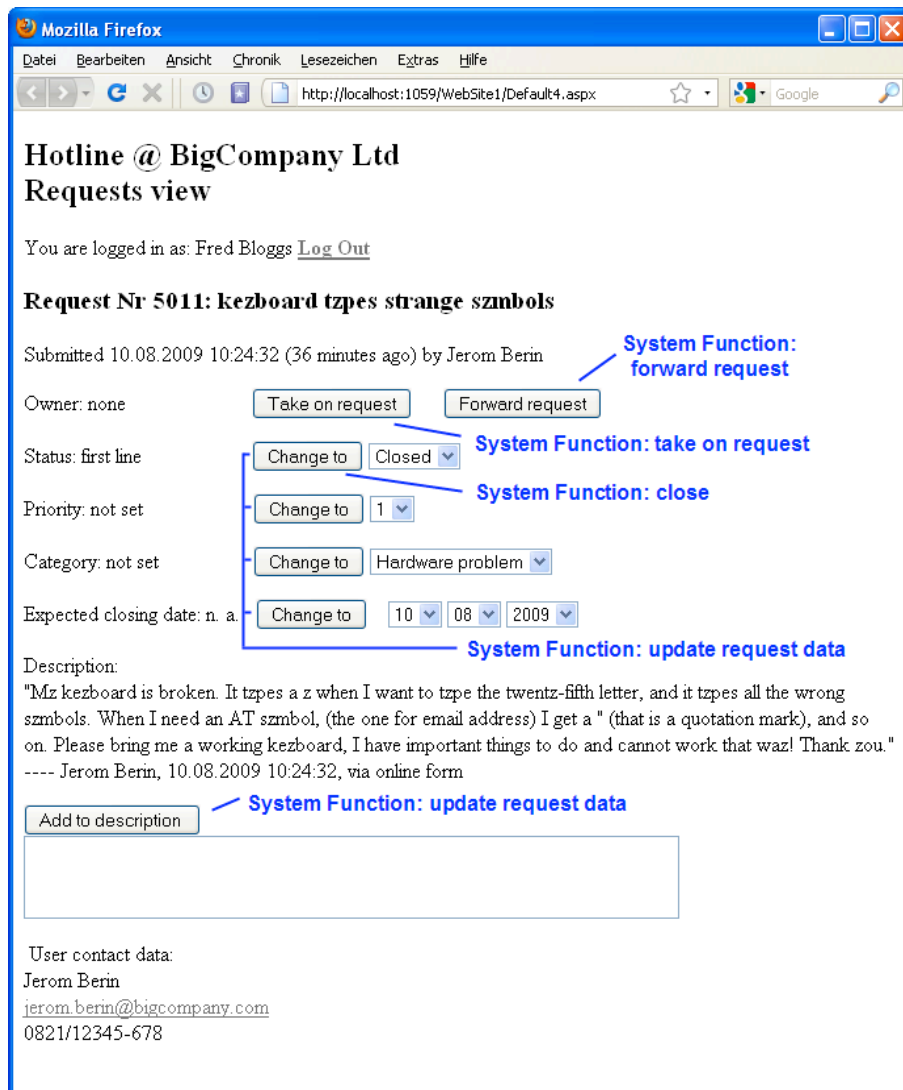 Mozilla Firefox
Datei Bearbeiten Ansicht Chronik Lesezeichen Extras Hilfe
http://localhost:1059/WebSite1/Default4.aspx Google
Hotline @ BigCompany Ltd
Requests view
You are logged in as: Fred Bloggs Log Out
Request Nr 5011: kezboard tzpes strange szmbols
Submitted 10.08.2009 10:24:32 (36 minutes ago) by Jerom Berin
System Function:
forward request
Owner: none Take on request Forward request
System Function: take on request
Status: first line Change to Closed
System Function: close
Priority: not set Change to 1
Category: not set Change to Hardware problem
Expected closing date: n. a. Change to 10 08 2009
System Function: update request data
Description:
"Mz kezboard is broken. It tzpes a z when I want to tzpe the twentz-fifth letter, and it tzpes all the wrong
szmbols. When I need an AT szmbol, (the one for email address) I get a " (that is a quotation mark), and so
on. Please bring me a working kezboard, I have important things to do and cannot work that waz! Thank zou."
---- Jerom Berin, 10.08.2009 10:24:32, via online form
System Function: update request data
Add to description
User contact data:
Jerom Berin
jerom.berin@bigcompany.com
0821/12345-678